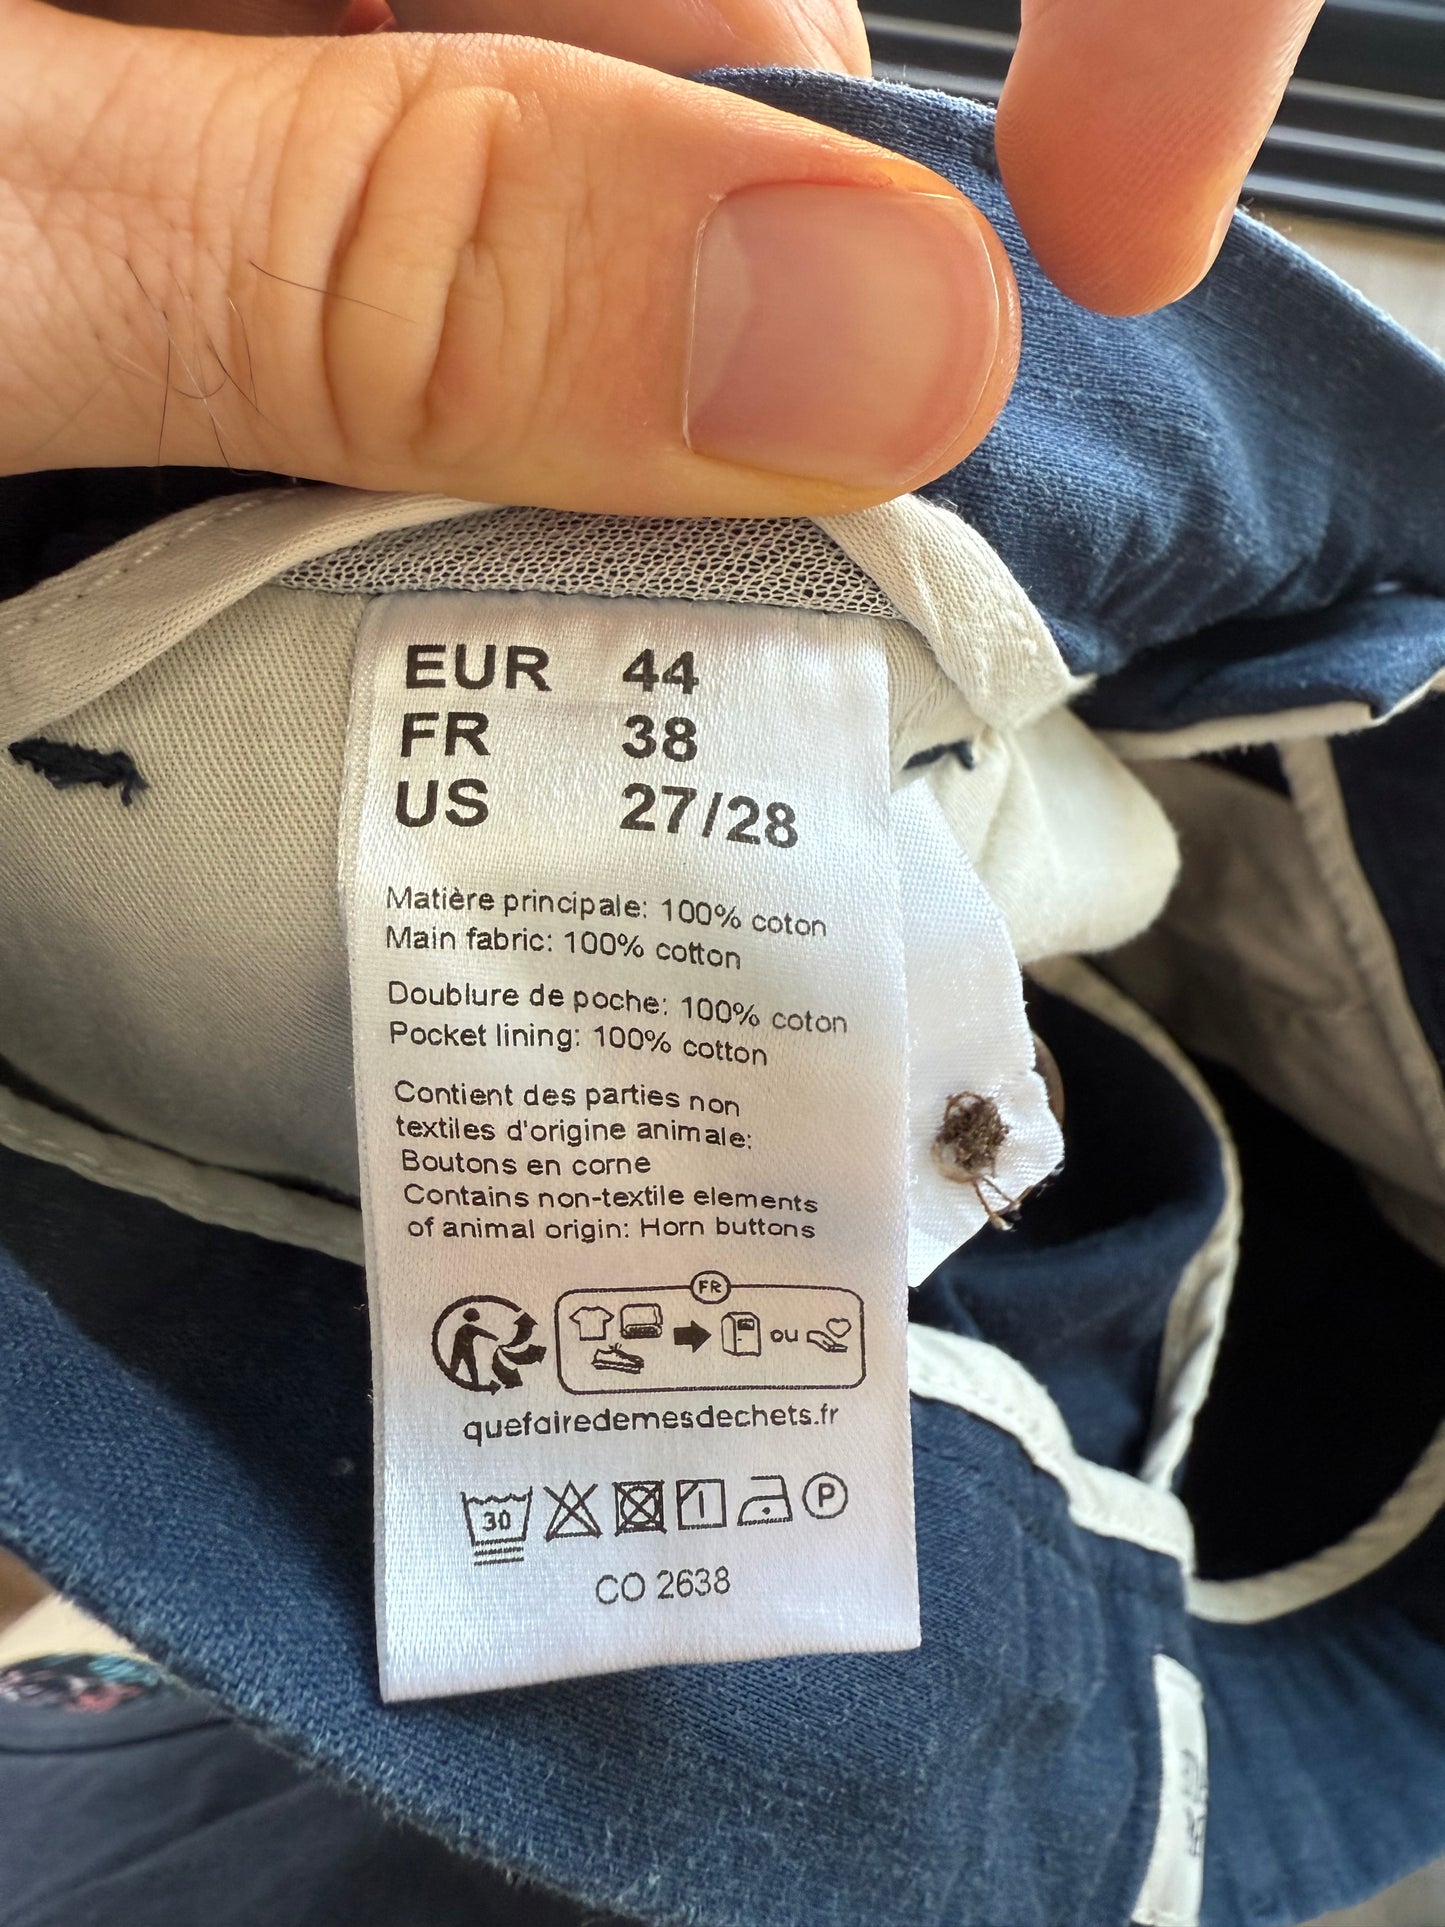 EUR 44
FR 38
US 27/28
Matière principale: 100% coton
Main fabric: 100% cotton
Doublure de poche: 100% coton
Pocket lining: 100% cotton
Contient des parties non
textiles d'origine animale:
Boutons en corne
Contains non-textile elements
of animal origin: Horn buttons
FR
ou
quefairedemesdechets.fr
30 P
CO 2638